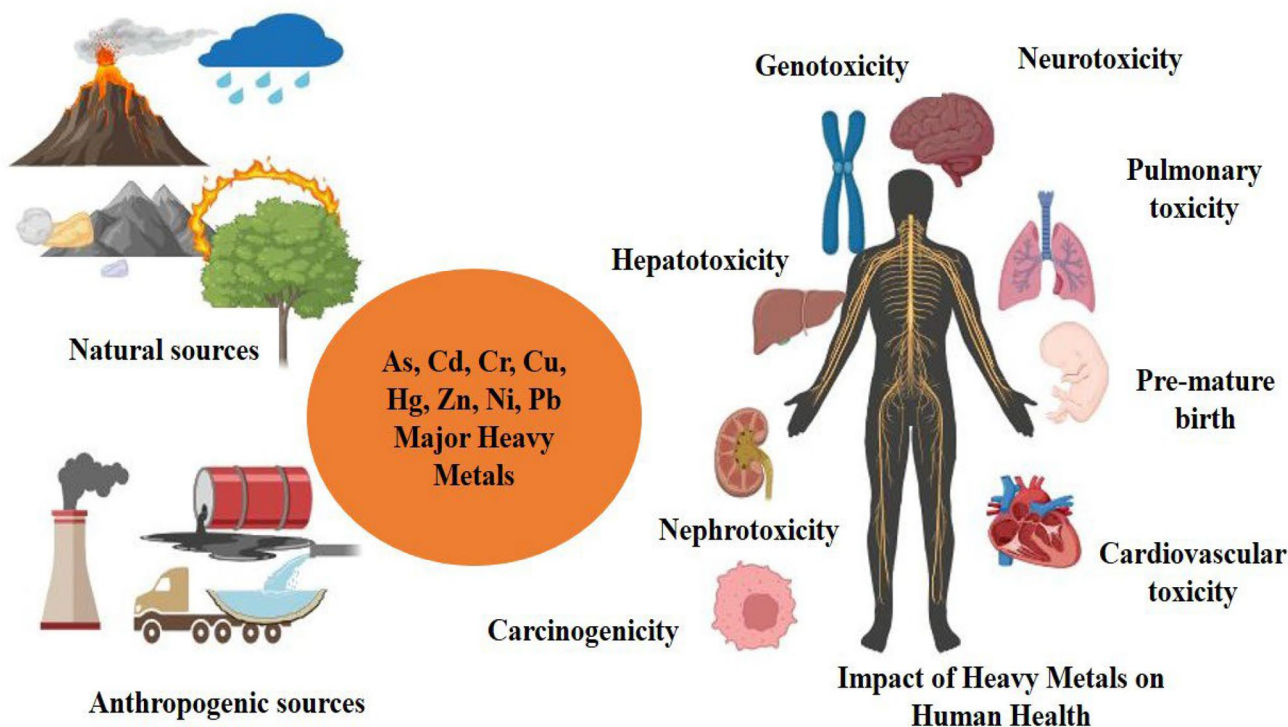 Natural sources
Anthropogenic sources
As, Cd, Cr, Cu,
Hg, Zn, Ni, Pb
Major Heavy
Metals
Genotoxicity
Neurotoxicity
Pulmonary
toxicity
Hepatotoxicity
Pre-mature
birth
Nephrotoxicity
Cardiovascular
toxicity
Carcinogenicity
Impact of Heavy Metals on
Human Health